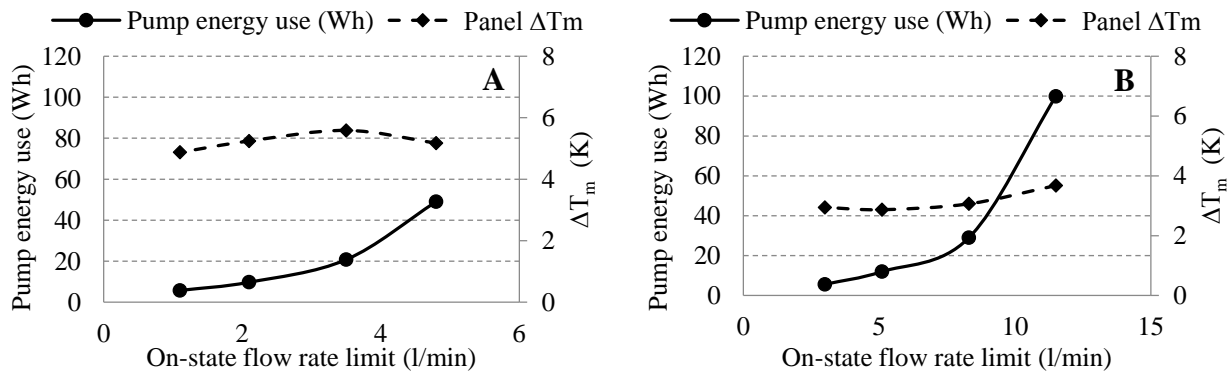 Pump energy use (Wh) Panel ΔTm
A
Pump energy use (Wh)
120
100
80
60
40
20
0
8
6
4
2
0
ΔTm (K)
0 2 4 6
On-state flow rate limit (l/min)
Pump energy use (Wh) Panel ΔTm
B
Pump energy use (Wh)
120
100
80
60
40
20
0
8
6
4
2
0
ΔTm (K)
0 5 10 15
On-state flow rate limit (l/min)